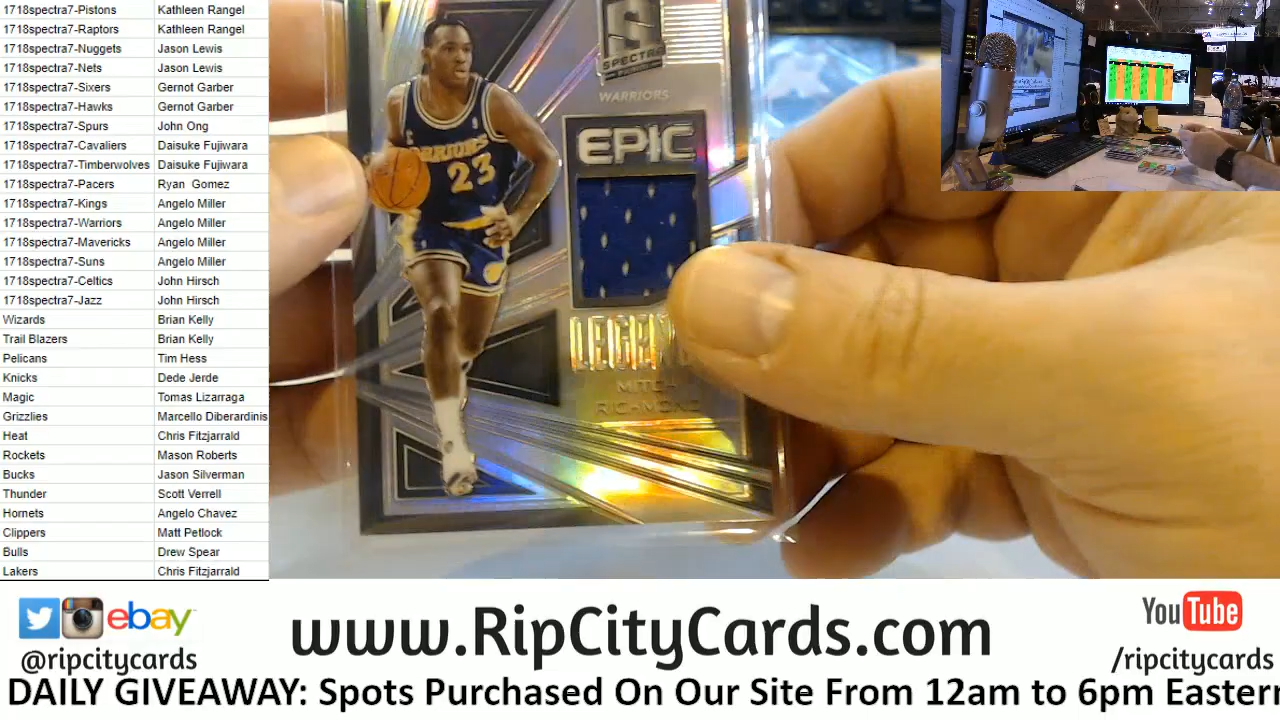 1718spectra7-Pistons Kathleen Rangel
1718spectra7-Raptors Kathleen Rangel
1718spectra7-Nuggets Jason Lewis
1718spectra7-Nets Jason Lewis
1718spectra7-Sixers Gernot Garber
1718spectra7-Hawks Gernot Garber
1718spectra7-Spurs John Ong
1718spectra7-Cavaliers Daisuke Fujiwara
1718spectra7-Timberwolves Daisuke Fujiwara
1718spectra7-Pacers Ryan Gomez
1718spectra7-Kings Angelo Miller
1718spectra7-Warriors Angelo Miller
1718spectra7-Mavericks Angelo Miller
1718spectra7-Suns Angelo Miller
1718spectra7-Celtics John Hirsch
1718spectra7-Jazz John Hirsch
Wizards Brian Kelly
Trail Blazers Brian Kelly
Pelicans Tim Hess
Knicks Dede Jerde
Magic Tomas Lizarraga
Grizzlies Marcello Diberardinis
Heat Chris Fitzjarrald
Rockets Mason Roberts
Bucks Jason Silverman
Thunder Scott Verrell
Hornets Angelo Chavez
Clippers Matt Petlock
Bulls Drew Spear
Lakers Chris Fitzjarrald
S
SPECTRA
WARRIORS
EPIC
MITCH
RICHMOND
23
ebay
@ripcitycards
www.RipCityCards.com
YouTube
/ripcitycards
DAILY GIVEAWAY: Spots Purchased On Our Site From 12am to 6pm Eastern